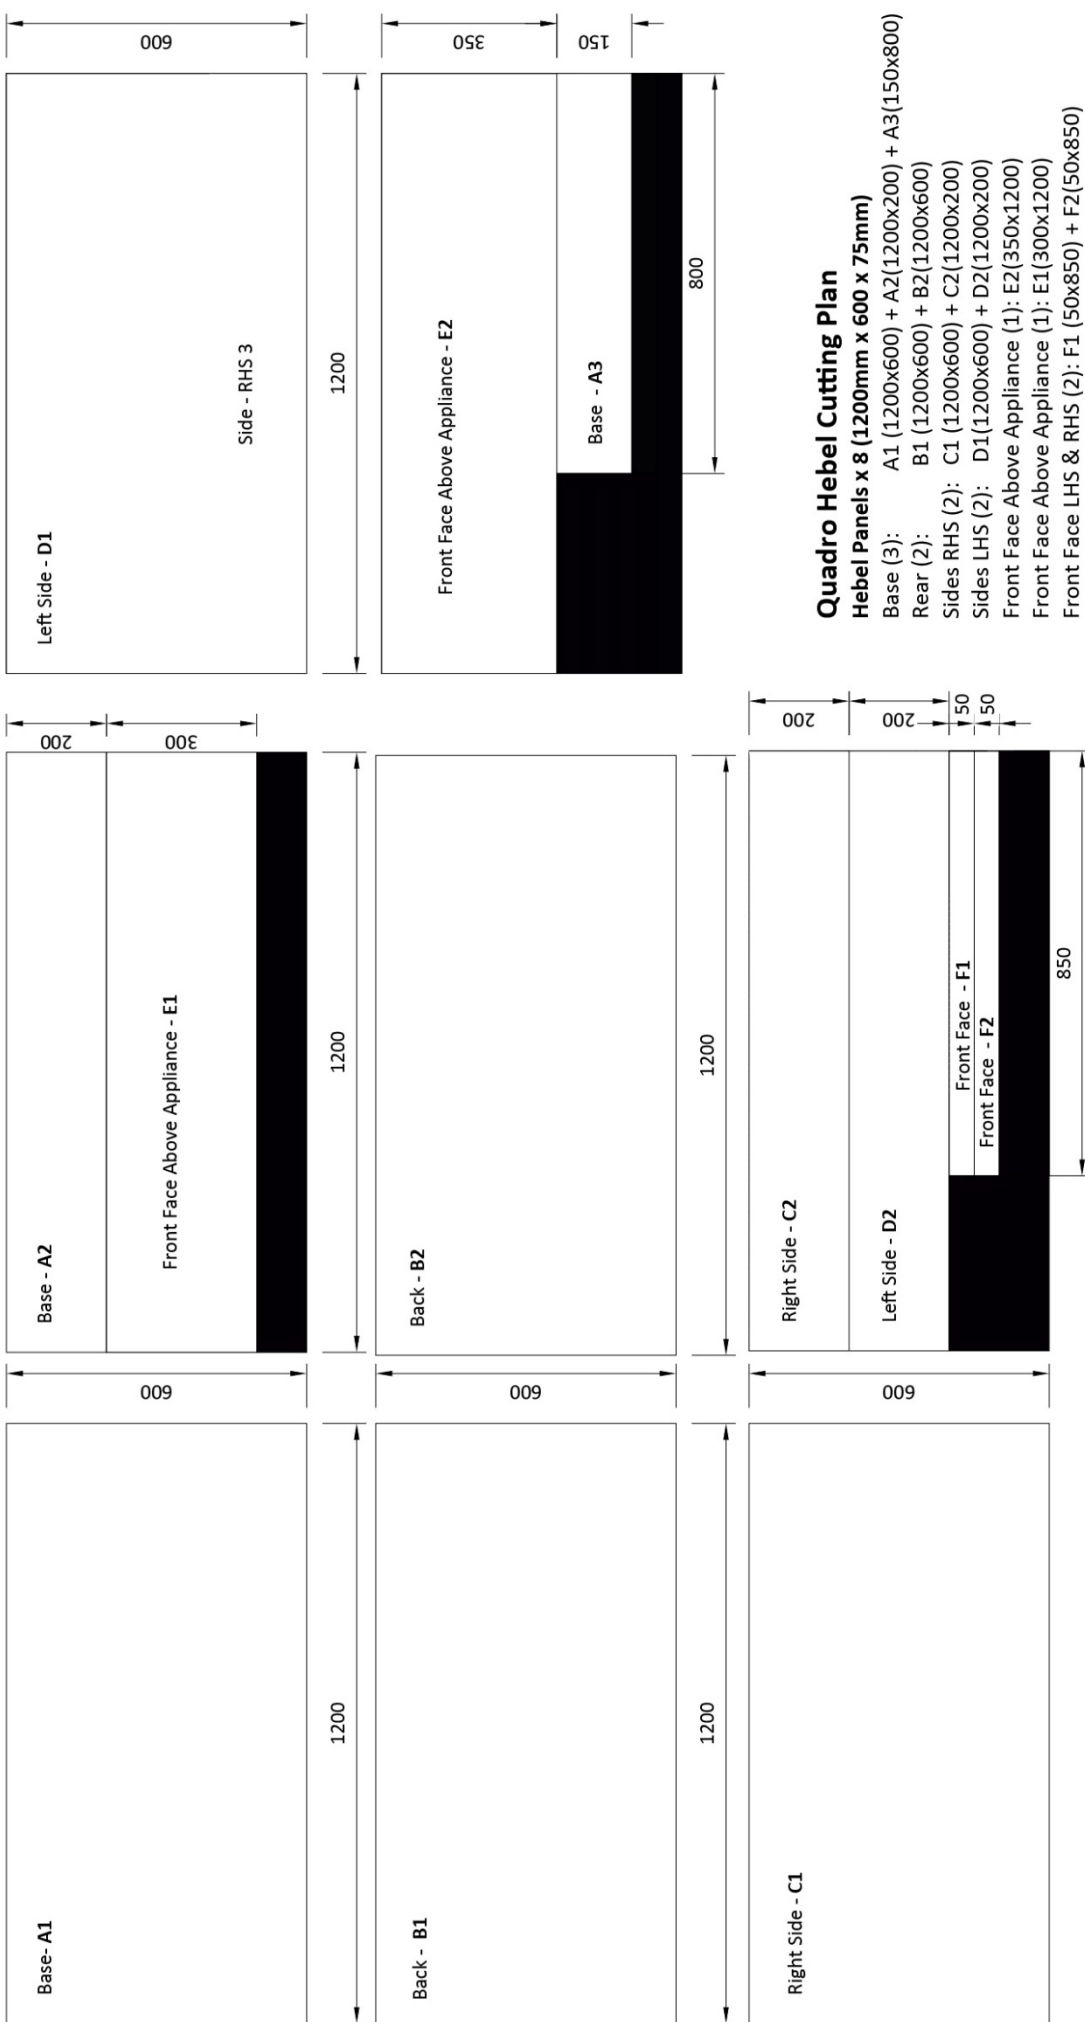 Base- A1
1200
600
Base - A2
Front Face Above Appliance - E1
1200
200
300
Left Side - D1
Side - RHS 3
1200
600
Back - B1
1200
600
Back - B2
1200
Front Face Above Appliance - E2
Base - A3
800
350
150
Right Side - C1
600
Right Side - C2
Left Side - D2
Front Face - F1
Front Face - F2
850
200
200
50
50
Quadro Hebel Cutting Plan
Hebel Panels x 8 (1200mm x 600 x 75mm)
Base (3): A1 (1200x600) + A2(1200x200) + A3(150x800)
Rear (2): B1 (1200x600) + B2(1200x600)
Sides RHS (2): C1 (1200x600) + C2(1200x200)
Sides LHS (2): D1(1200x600) + D2(1200x200)
Front Face Above Appliance (1): E2(350x1200)
Front Face Above Appliance (1): E1(300x1200)
Front Face LHS & RHS (2): F1 (50x850) + F2(50x850)